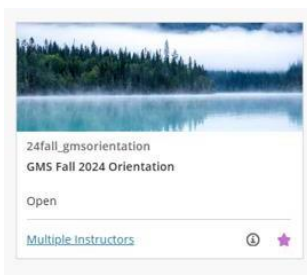 24fall_gmsorientation
GMS Fall 2024 Orientation
Open
Multiple Instructors